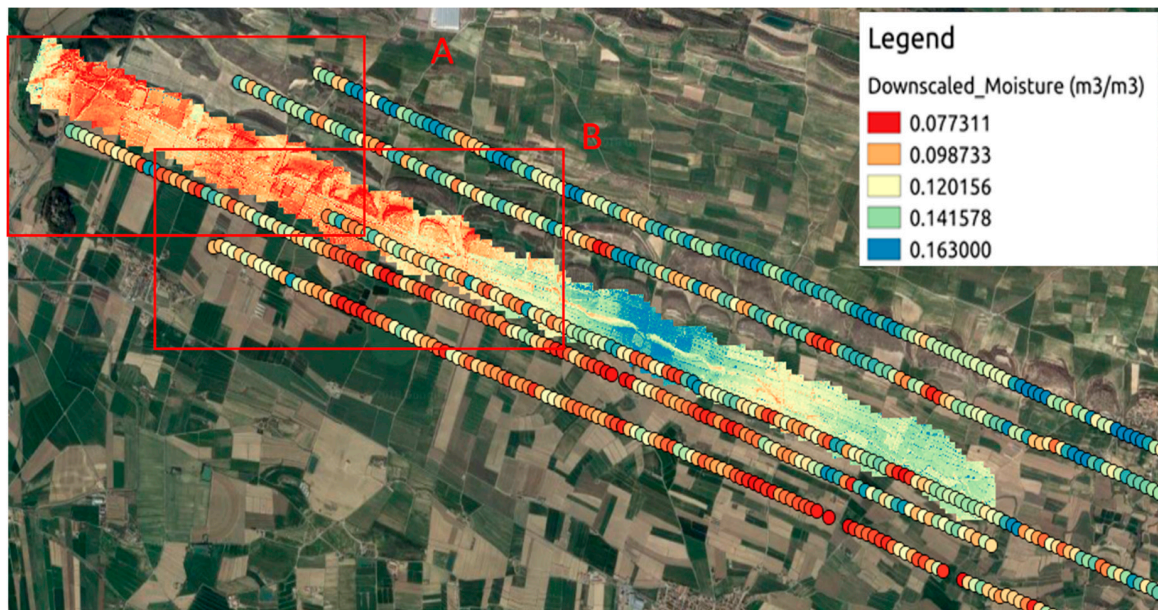 A
B
Legend
Downscaled_Moisture (m3/m3)
0.077311
0.098733
0.120156
0.141578
0.163000